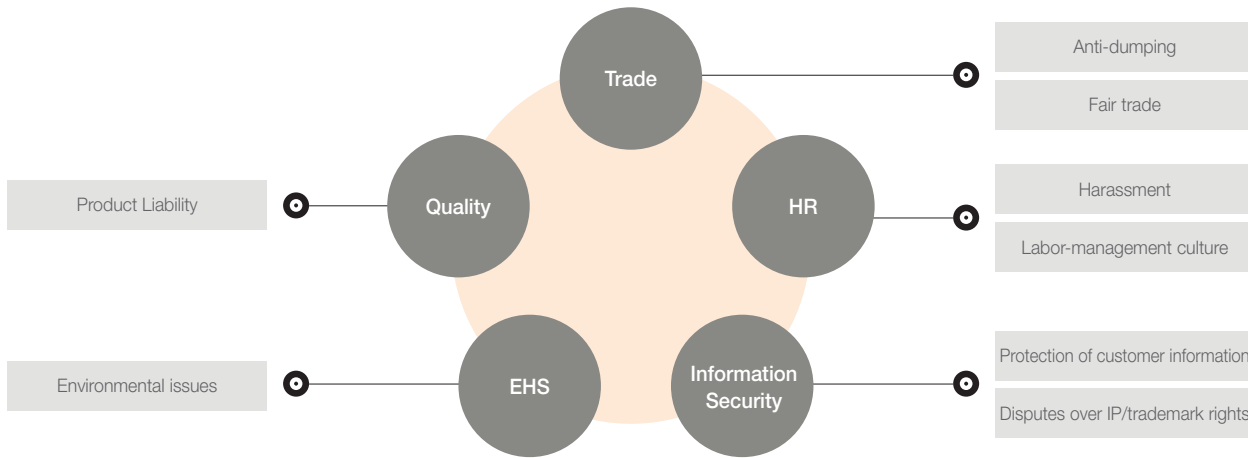 Trade
Anti-dumping
Fair trade
Quality
Product Liability
HR
Harassment
Labor-management culture
EHS
Environmental issues
Information
Security
Protection of customer information
Disputes over IP/trademark rights